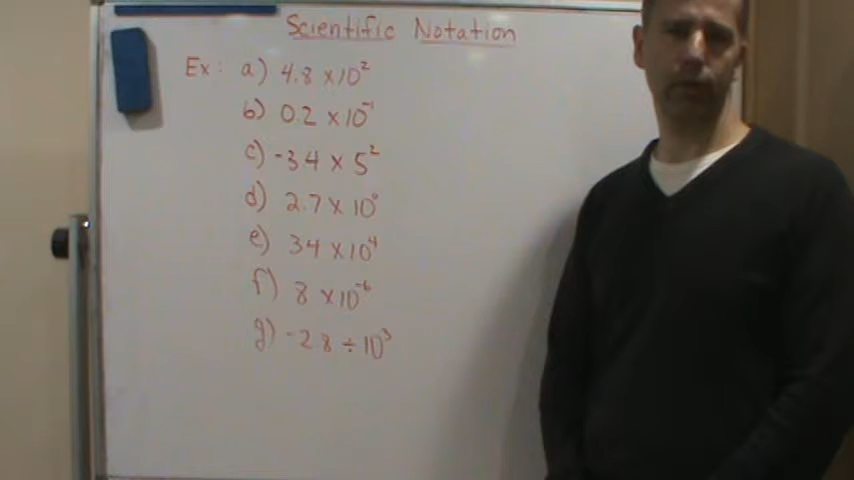 Scientific Notation
Ex: a) 4.8 x 10²
b) 0.2 x 10⁻¹
c) -3.4 x 5²
d) 2.7 x 10⁰
e) 34 x 10⁴
f) 8 x 10⁻⁶
g) -2.8 ÷ 10³